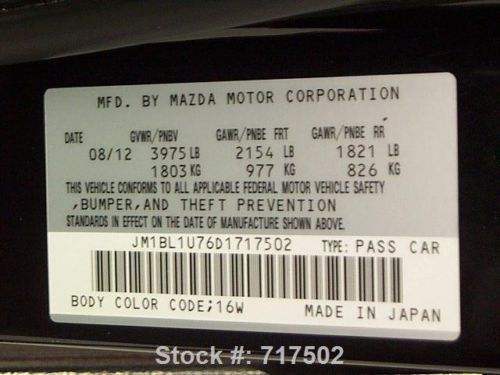 MFD. BY MAZDA MOTOR CORPORATION
DATE GVWR/PNBV GAWR/PNBE FRT GAWR/PNBE RR
08/12 3975 LB 2154 LB 1821 LB
1803 KG 977 KG 826 KG
THIS VEHICLE CONFORMS TO ALL APPLICABLE FEDERAL MOTOR VEHICLE SAFETY
,BUMPER,AND THEFT PREVENTION
STANDARDS IN EFFECT ON THE DATE OF MANUFACTURE SHOWN ABOVE.
JM1BL1U76D1717502 TYPE: PASS CAR
BODY COLOR CODE;16W MADE IN JAPAN
Stock #: 717502